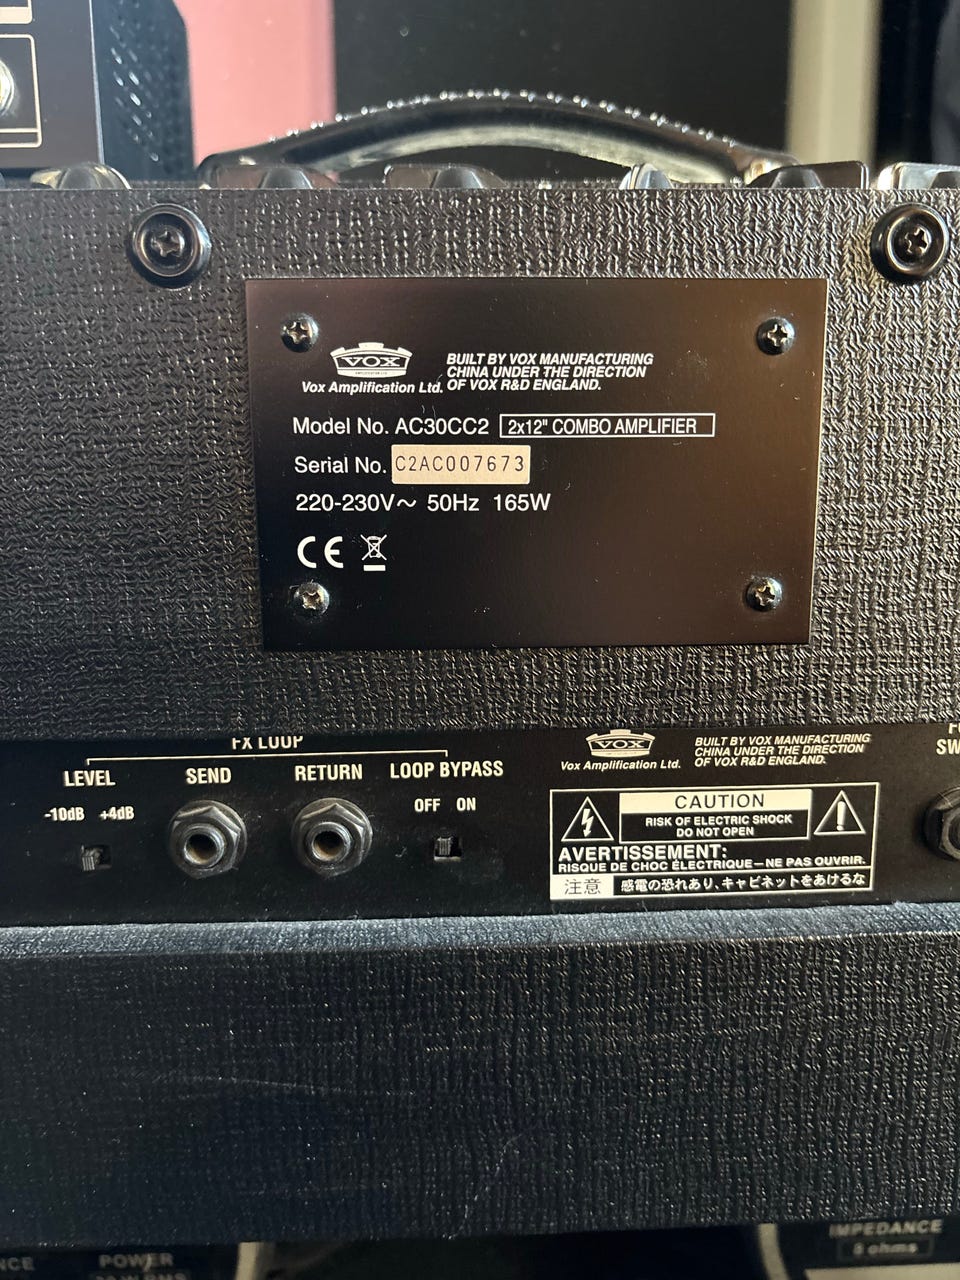 VOX
AMPLIFICATION LTD.
Vox Amplification Ltd.
BUILT BY VOX MANUFACTURING
CHINA UNDER THE DIRECTION
OF VOX R&D ENGLAND.
Model No. AC30CC2 2x12" COMBO AMPLIFIER
Serial No. C2AC007673
220-230V~ 50Hz 165W
CE
FX LOOP
LEVEL
-10dB +4dB
SEND
RETURN
LOOP BYPASS
OFF ON
VOX
Vox Amplification Ltd.
BUILT BY VOX MANUFACTURING
CHINA UNDER THE DIRECTION
OF VOX R&D ENGLAND.
CAUTION
RISK OF ELECTRIC SHOCK
DO NOT OPEN
AVERTISSEMENT:
RISQUE DE CHOC ÉLECTRIQUE—NE PAS OUVRIR.
注意 感電の恐れあり、キャビネットをあけるな
POWER
IMPEDANCE
8 ohms